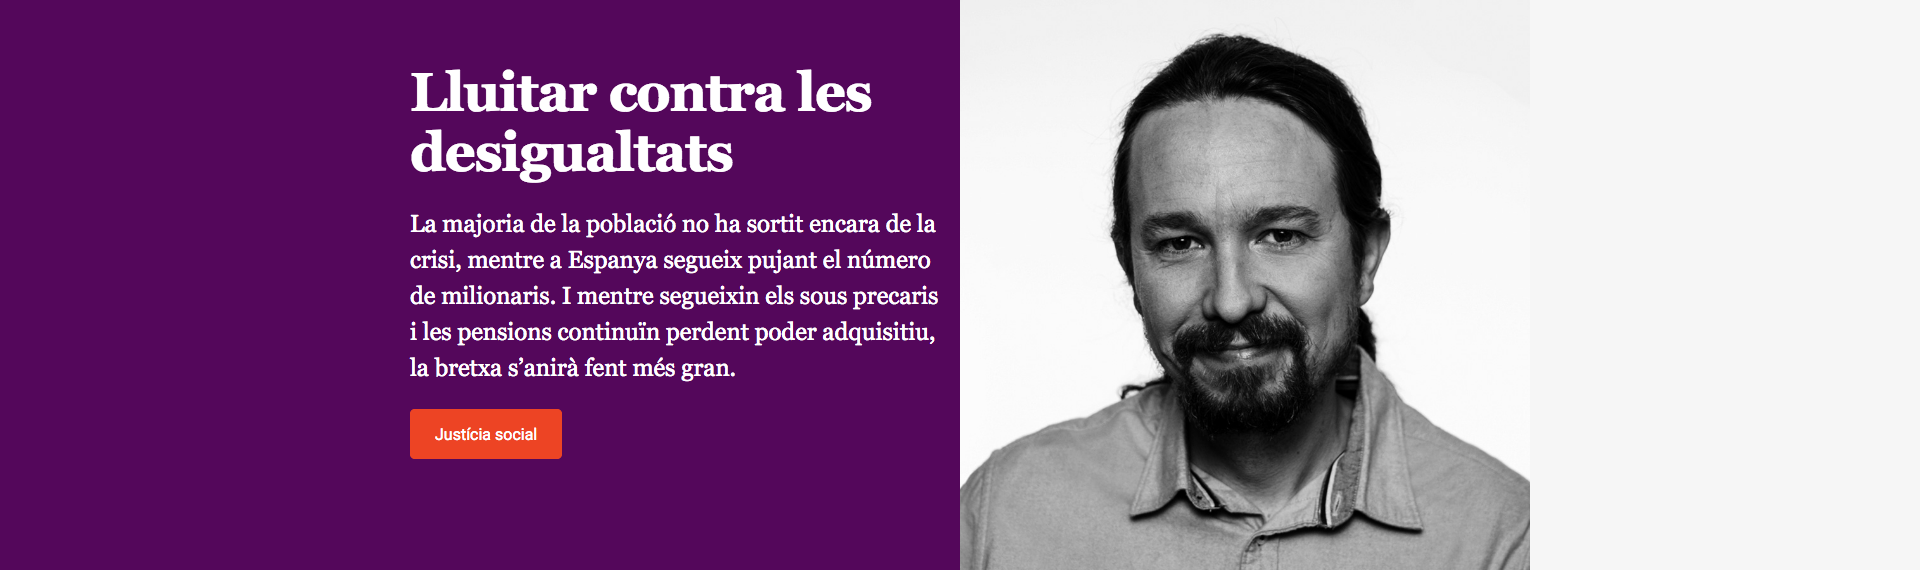 Lluitar contra les
desigualtats
La majoria de la població no ha sortit encara de la
crisi, mentre a Espanya segueix pujant el número
de milionaris. I mentre segueixin els sous precaris
i les pensions continuïn perdent poder adquisitiu,
la bretxa s’anirà fent més gran.
Justícia social